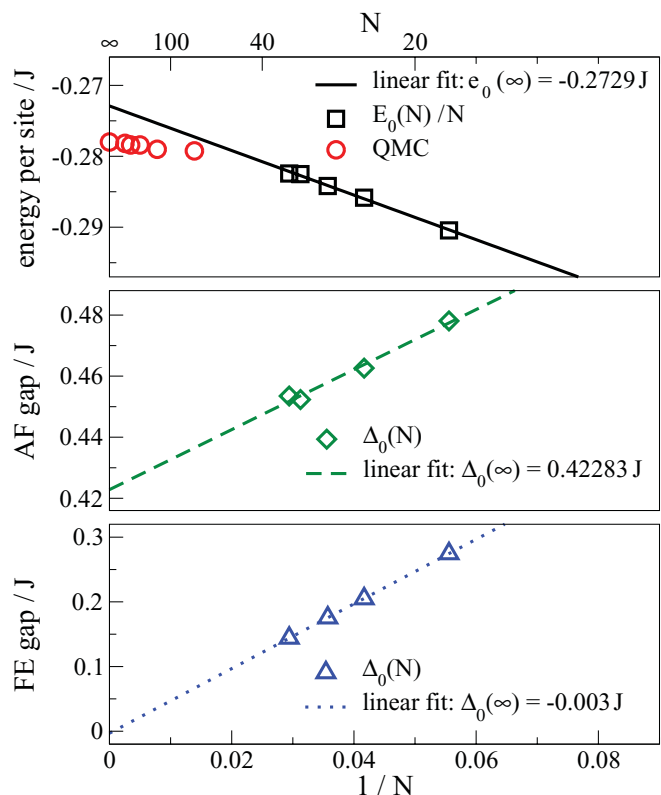 N
∞ 100 40 20
energy per site / J
-0.27
-0.28
-0.29
linear fit: e₀ (∞) = -0.2729 J
E₀(N) / N
QMC
AF gap / J
0.48
0.46
0.44
0.42
Δ₀(N)
linear fit: Δ₀(∞) = 0.42283 J
FE gap / J
0.3
0.2
0.1
0
Δ₀(N)
linear fit: Δ₀(∞) = -0.003 J
0 0.02 0.04 0.06 0.08
1 / N